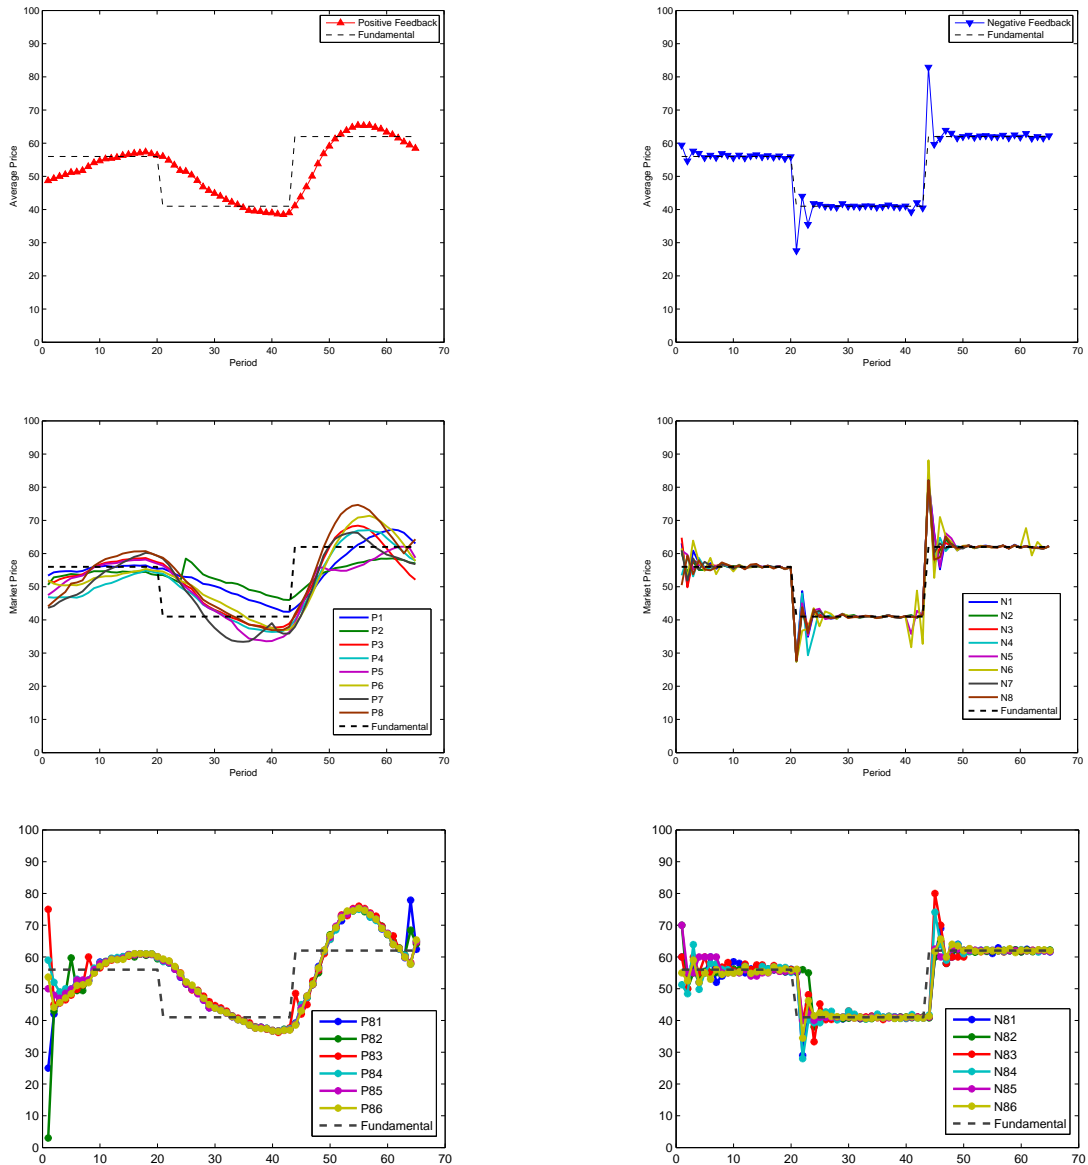 100
90
80
70
60
50
40
30
20
10
0
Average Price
Positive Feedback
Fundamental
0 10 20 30 40 50 60 70
Period
100
90
80
70
60
50
40
30
20
10
0
Average Price
Negative Feedback
Fundamental
0 10 20 30 40 50 60 70
Period
100
90
80
70
60
50
40
30
20
10
0
Market Price
P1
P2
P3
P4
P5
P6
P7
P8
Fundamental
0 10 20 30 40 50 60 70
Period
100
90
80
70
60
50
40
30
20
10
0
Market Price
N1
N2
N3
N4
N5
N6
N7
N8
Fundamental
0 10 20 30 40 50 60 70
Period
100
90
80
70
60
50
40
30
20
10
0
P81
P82
P83
P84
P85
P86
Fundamental
0 10 20 30 40 50 60 70
100
90
80
70
60
50
40
30
20
10
0
N81
N82
N83
N84
N85
N86
Fundamental
0 10 20 30 40 50 60 70